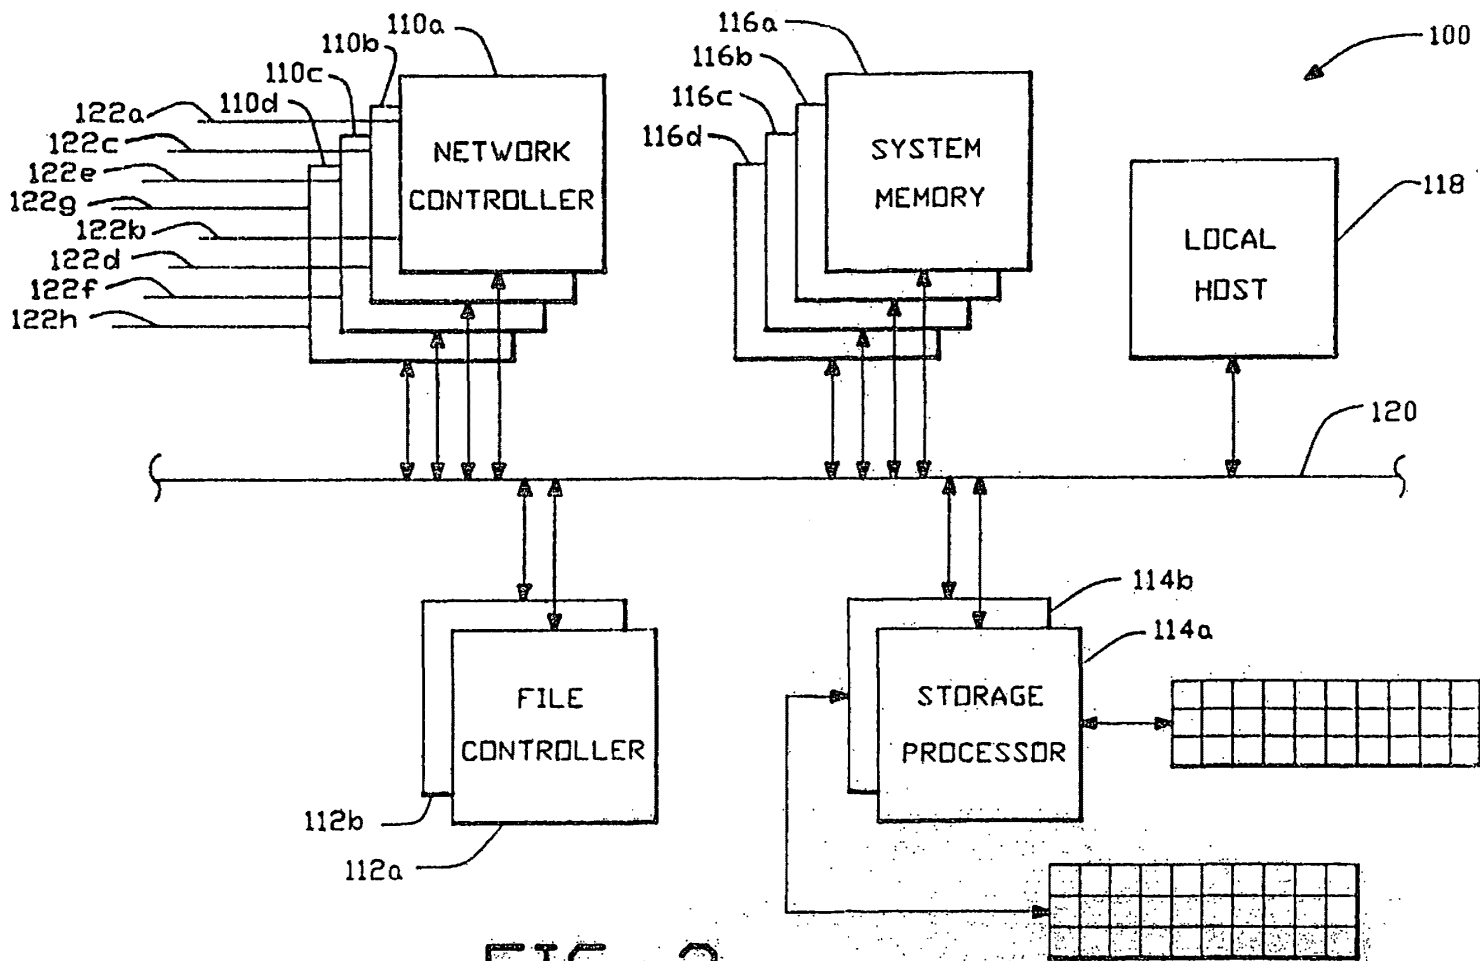 100
110a
110b
110c
110d
122a
122c
122e
122g
122b
122d
122f
122h
NETWORK
CONTROLLER
116a
116b
116c
116d
SYSTEM
MEMORY
118
LOCAL
HOST
120
112b
112a
FILE
CONTROLLER
114b
114a
STORAGE
PROCESSOR